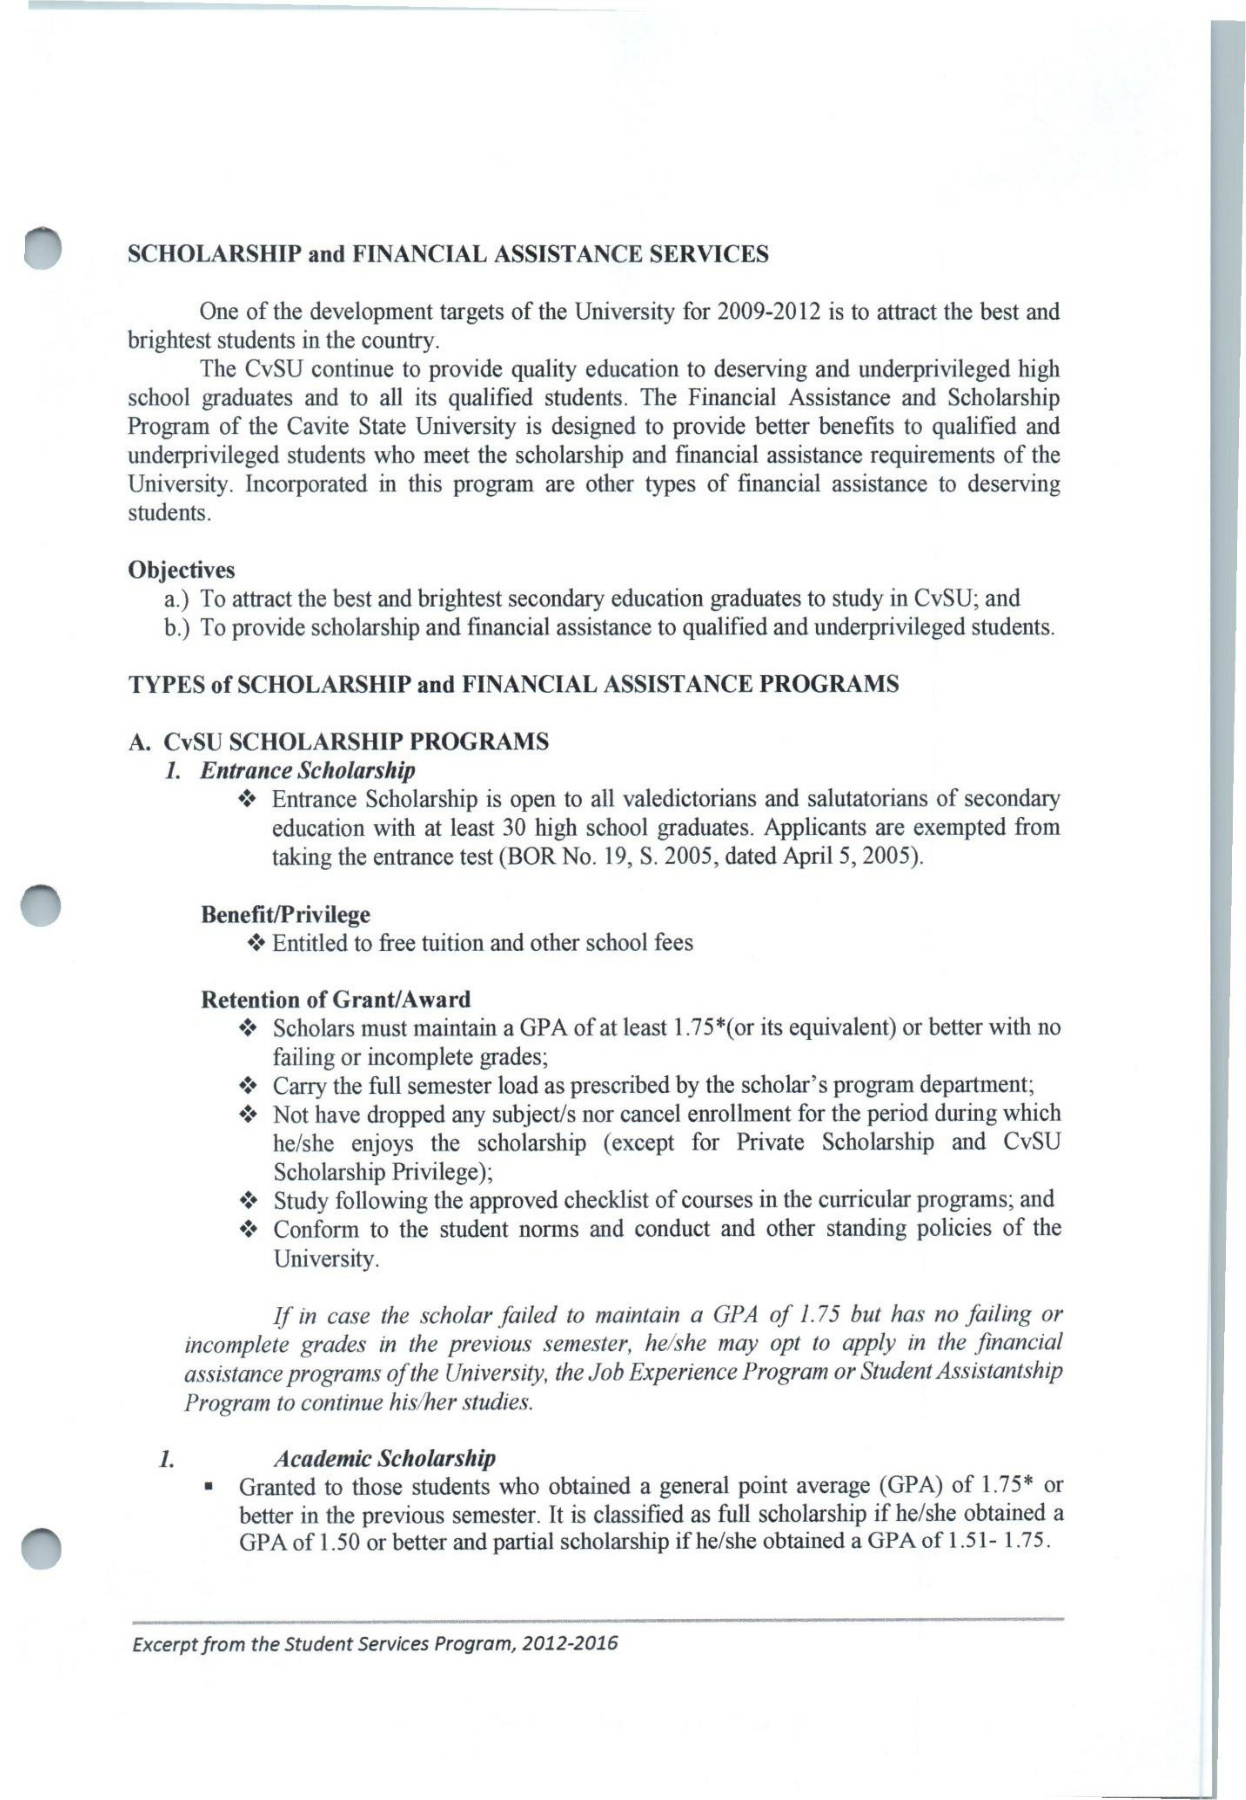 SCHOLARSHIP and FINANCIAL ASSISTANCE SERVICES
One of the development targets of the University for 2009-2012 is to attract the best and
brightest students in the country.
The CvSU continue to provide quality education to deserving and underprivileged high
school graduates and to all its qualified students. The Financial Assistance and Scholarship
Program of the Cavite State University is designed to provide better benefits to qualified and
underprivileged students who meet the scholarship and financial assistance requirements of the
University. Incorporated in this program are other types of financial assistance to deserving
students.
Objectives
a.) To attract the best and brightest secondary education graduates to study in CvSU; and
b.) To provide scholarship and financial assistance to qualified and underprivileged students.
TYPES of SCHOLARSHIP and FINANCIAL ASSISTANCE PROGRAMS
A. CvSU SCHOLARSHIP PROGRAMS
1. Entrance Scholarship
❖ Entrance Scholarship is open to all valedictorians and salutatorians of secondary
education with at least 30 high school graduates. Applicants are exempted from
taking the entrance test (BOR No. 19, S. 2005, dated April 5, 2005).
Benefit/Privilege
❖ Entitled to free tuition and other school fees
Retention of Grant/Award
❖ Scholars must maintain a GPA of at least 1.75*(or its equivalent) or better with no
failing or incomplete grades;
❖ Carry the full semester load as prescribed by the scholar's program department;
❖ Not have dropped any subject/s nor cancel enrollment for the period during which
he/she enjoys the scholarship (except for Private Scholarship and CvSU
Scholarship Privilege);
❖ Study following the approved checklist of courses in the curricular programs; and
❖ Conform to the student norms and conduct and other standing policies of the
University.
If in case the scholar failed to maintain a GPA of 1.75 but has no failing or
incomplete grades in the previous semester, he/she may opt to apply in the financial
assistance programs of the University, the Job Experience Program or Student Assistantship
Program to continue his/her studies.
1. Academic Scholarship
▪ Granted to those students who obtained a general point average (GPA) of 1.75* or
better in the previous semester. It is classified as full scholarship if he/she obtained a
GPA of 1.50 or better and partial scholarship if he/she obtained a GPA of 1.51- 1.75.
Excerpt from the Student Services Program, 2012-2016